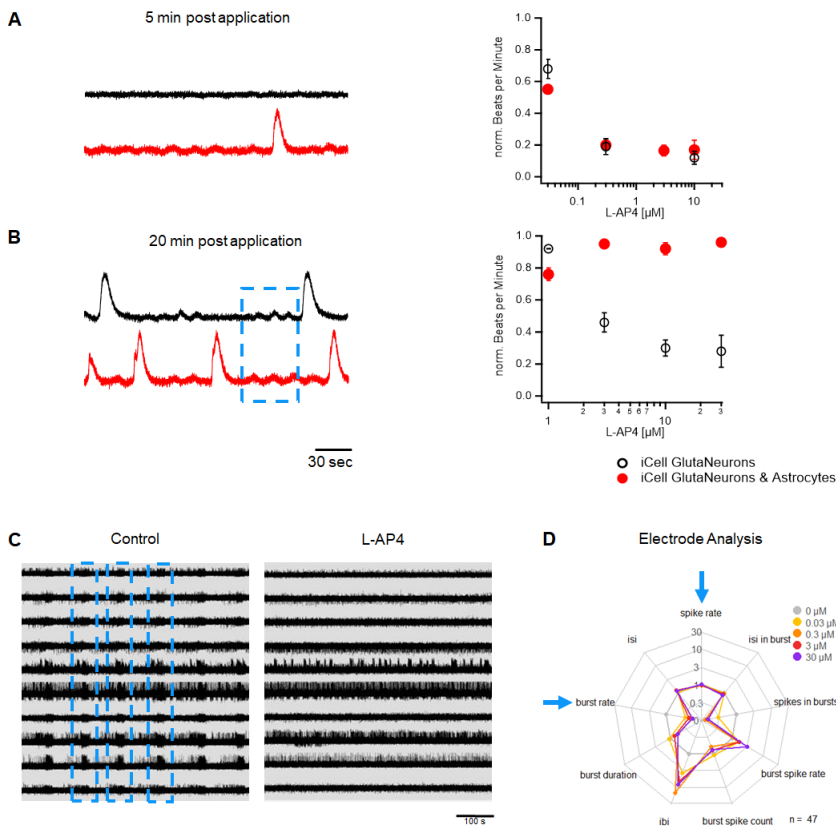 A
5 min post application
norm. Beats per Minute
1.0
0.8
0.6
0.4
0.2
0.0
0.1
1
10
L-AP4 [µM]
B
20 min post application
norm. Beats per Minute
1.0
0.8
0.6
0.4
0.2
0.0
1
2
3
4
5
6
7
10
2
3
L-AP4 [µM]
30 sec
iCell GlutaNeurons
iCell GlutaNeurons & Astrocytes
C
Control
L-AP4
100 s
D
Electrode Analysis
spike rate
isi in burst
spikes in bursts
burst spike rate
burst spike count
ibi
burst duration
burst rate
isi
30
10
3
1
0.3
0
0 µM
0.03 µM
0.3 µM
3 µM
30 µM
n = 47